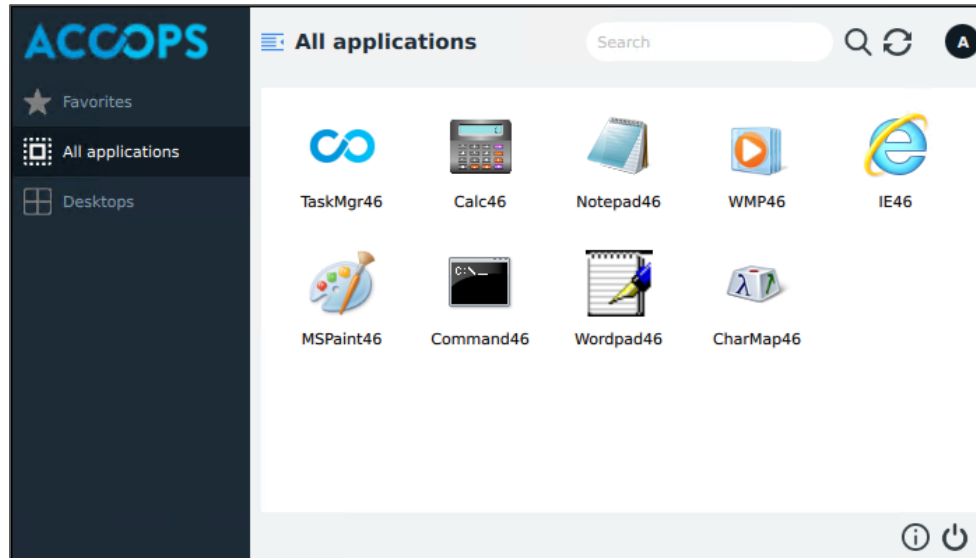 ACCOPS
All applications
Search
A
Favorites
All applications
Desktops
TaskMgr46
Calc46
Notepad46
WMP46
IE46
C:\_
MSPaint46
Command46
Wordpad46
CharMap46